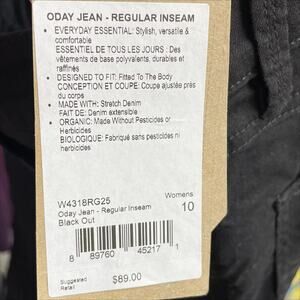 ODAY JEAN - REGULAR INSEAM
• EVERYDAY ESSENTIAL: Stylish, versatile &
comfortable
ESSENTIEL DE TOUS LES JOURS : Des
vêtements de base polyvalents, durables et
raffinés
• DESIGNED TO FIT: Fitted To The Body
CONCEPTION ET COUPE: Coupe ajustée près
du corps
• MADE WITH: Stretch Denim
FAIT DE: Denim extensible
• ORGANIC: Made Without Pesticides or
Herbicides
BIOLOGIQUE: Fabriqué sans pesticides ni
herbicides
W4318RG25 Womens
Oday Jean - Regular Inseam 10
Black Out
8 89760 45217 1
Suggested
Retail $89.00